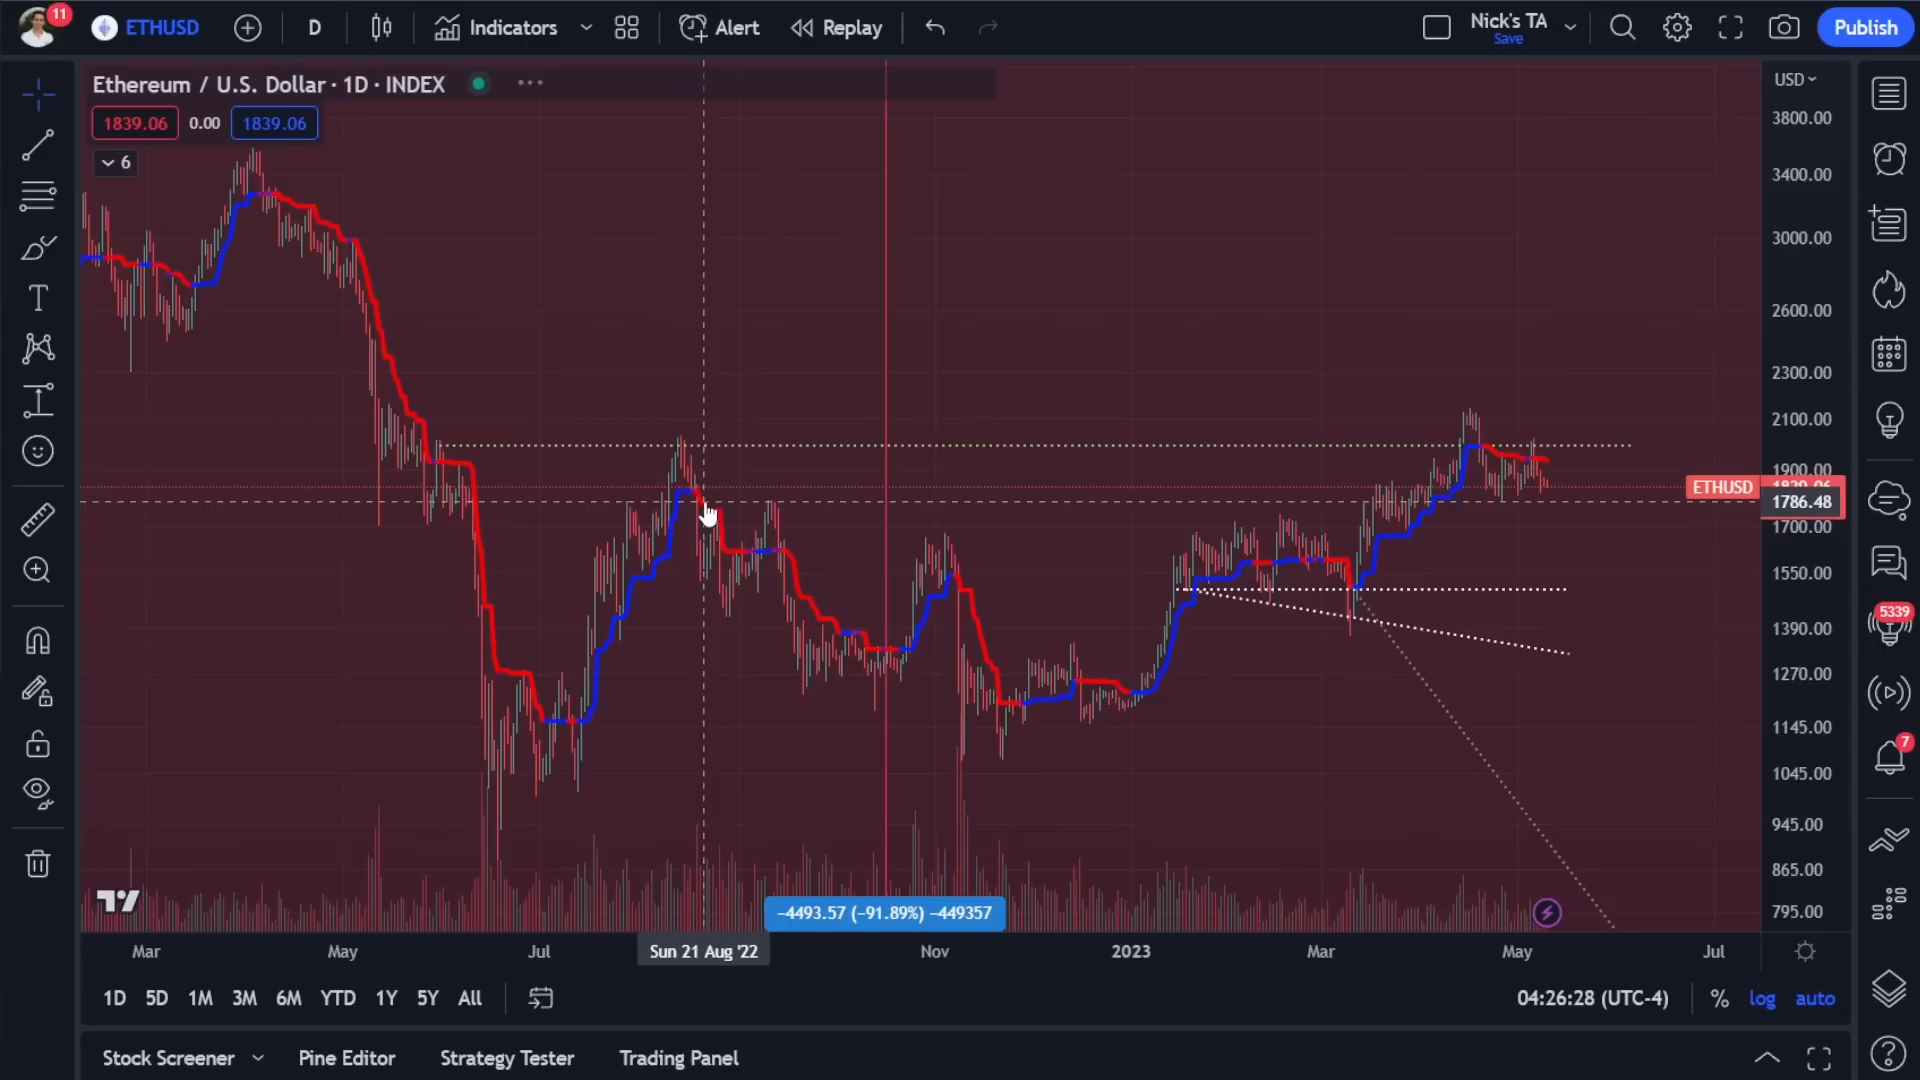 11
ETHUSD
D
Indicators
Alert
Replay
Nick's TA
Save
Publish
Ethereum / U.S. Dollar · 1D · INDEX
1839.06
0.00
1839.06
6
USD
3800.00
3400.00
3000.00
2600.00
2300.00
2100.00
1900.00
ETHUSD
1786.48
1700.00
1550.00
1390.00
1270.00
1145.00
1045.00
945.00
865.00
795.00
5339
7
−4493.57 (−91.89%) −449357
Mar
May
Jul
Sun 21 Aug '22
Nov
2023
Mar
May
Jul
1D
5D
1M
3M
6M
YTD
1Y
5Y
All
04:26:28 (UTC-4)
%
log
auto
Stock Screener
Pine Editor
Strategy Tester
Trading Panel